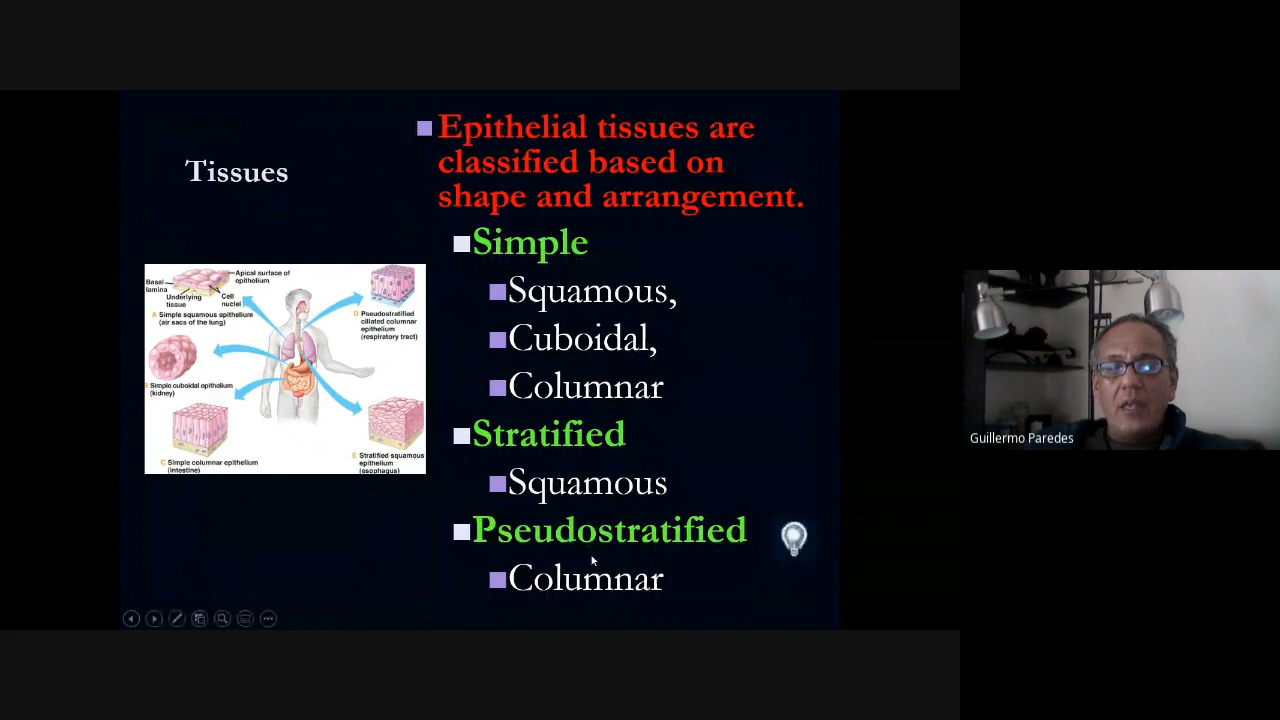 Tissues
Epithelial tissues are
classified based on
shape and arrangement.
Simple
Squamous,
Cuboidal,
Columnar
Stratified
Squamous
Pseudostratified
Columnar
Apical surface of
epithelium
Basal
lamina
Underlying
tissue
Cell
nuclei
A Simple squamous epithelium
(air sacs of the lung)
D Pseudostratified
ciliated columnar
epithelium
(respiratory tract)
B Simple cuboidal epithelium
(kidney)
C Simple columnar epithelium
(intestine)
E Stratified squamous
epithelium
(esophagus)
Guillermo Paredes